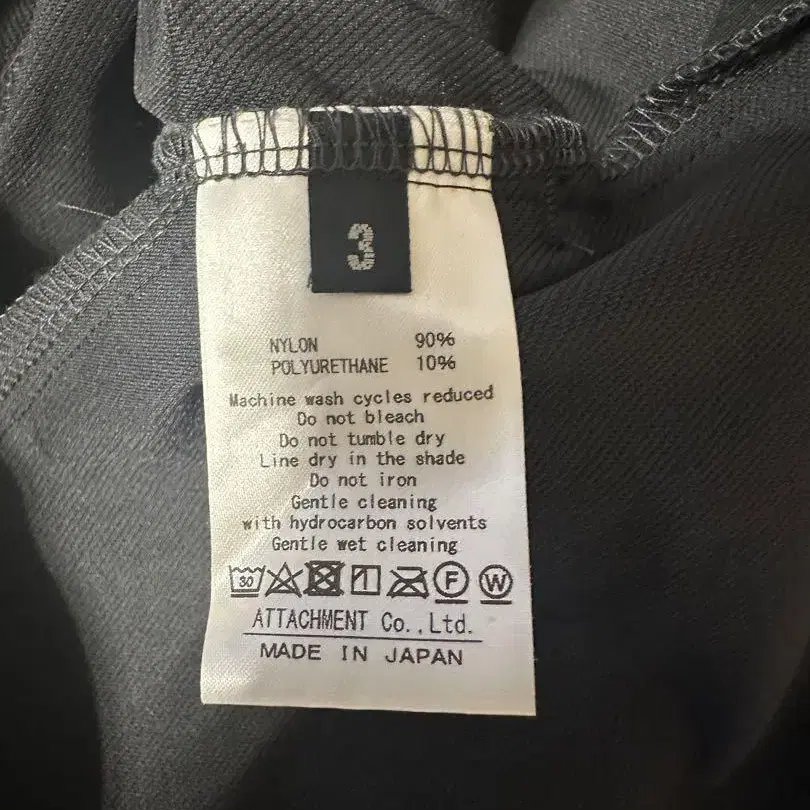 3
NYLON 90%
POLYURETHANE 10%
Machine wash cycles reduced
Do not bleach
Do not tumble dry
Line dry in the shade
Do not iron
Gentle cleaning
with hydrocarbon solvents
Gentle wet cleaning
30 F W
ATTACHMENT Co.,Ltd.
MADE IN JAPAN